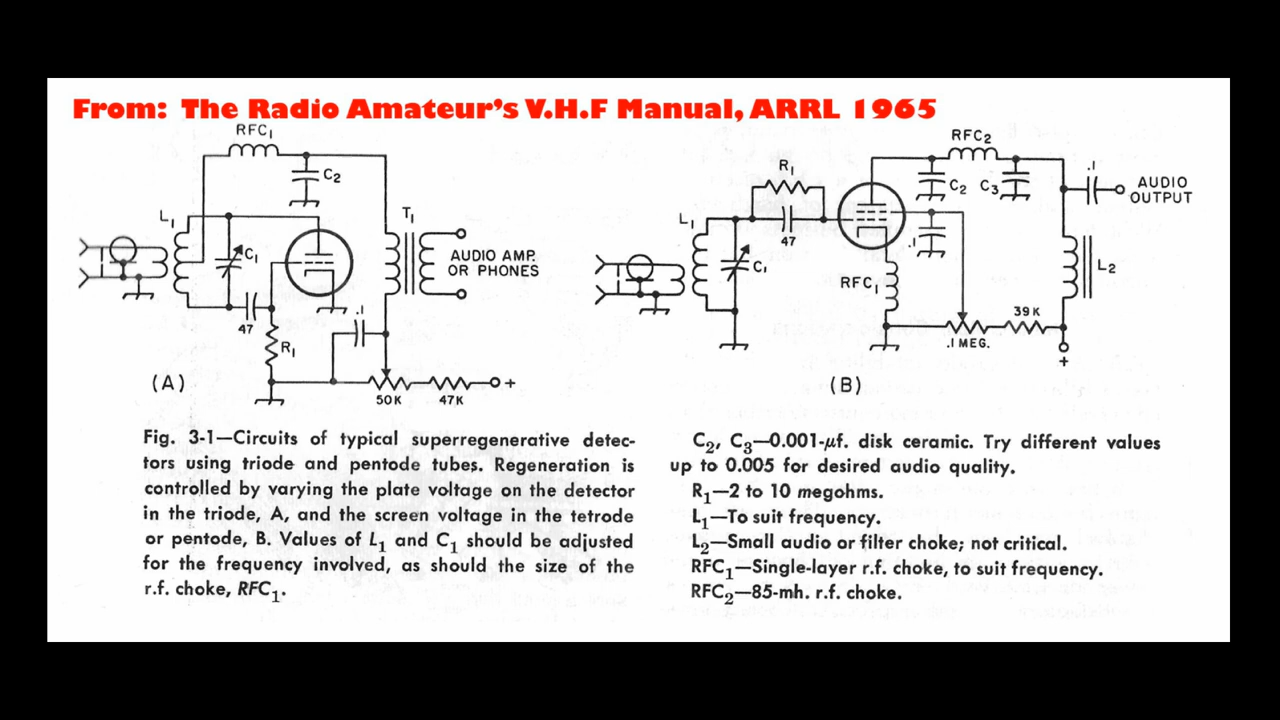 From: The Radio Amateur's V.H.F Manual, ARRL 1965
RFC1
C2
L1
C1
T1
AUDIO AMP.
OR PHONES
47
R1
.1
(A)
50K
47K
+
RFC2
R1
C2
C3
.1
AUDIO
OUTPUT
L1
47
.1
C1
RFC1
L2
39K
.1 MEG.
+
(B)
Fig. 3-1—Circuits of typical superregenerative detec-
tors using triode and pentode tubes. Regeneration is
controlled by varying the plate voltage on the detector
in the triode, A, and the screen voltage in the tetrode
or pentode, B. Values of L1 and C1 should be adjusted
for the frequency involved, as should the size of the
r.f. choke, RFC1.
C2, C3—0.001-μf. disk ceramic. Try different values
up to 0.005 for desired audio quality.
R1—2 to 10 megohms.
L1—To suit frequency.
L2—Small audio or filter choke; not critical.
RFC1—Single-layer r.f. choke, to suit frequency.
RFC2—85-mh. r.f. choke.